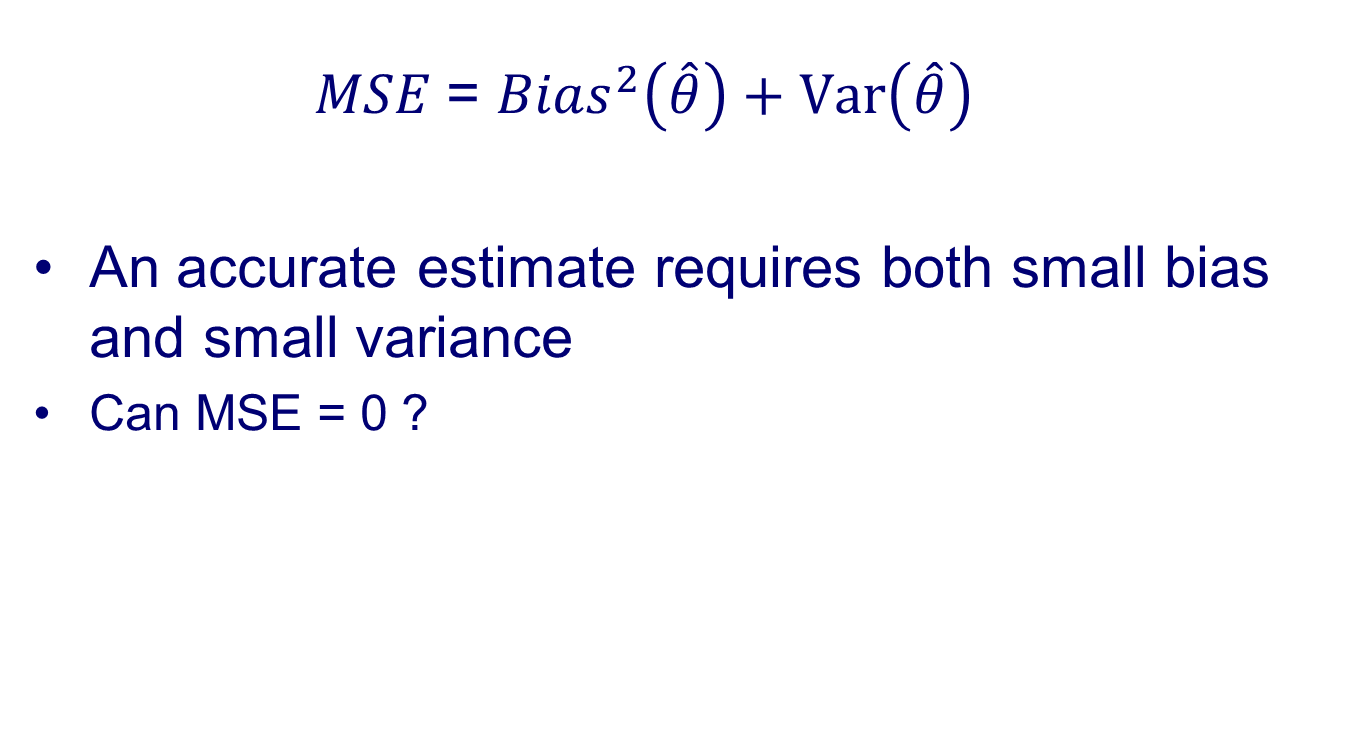 MSE = Bias²(θ̂) + Var(θ̂)
• An accurate estimate requires both small bias
and small variance
• Can MSE = 0 ?